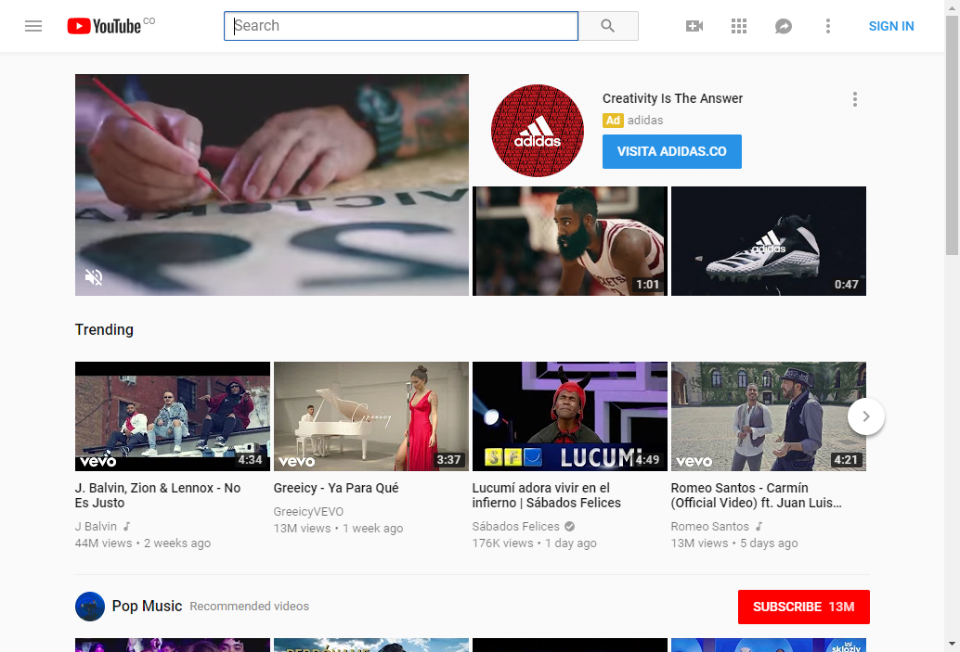 YouTube CO
Search
SIGN IN
Creativity Is The Answer
Ad adidas
adidas
VISITA ADIDAS.CO
1:01
adidas
0:47
Trending
vevo
4:34
Greeicy
vevo
3:37
LUCUMÍ
4:49
vevo
4:21
J. Balvin, Zion & Lennox - No
Es Justo
J Balvin
44M views • 2 weeks ago
Greeicy - Ya Para Qué
GreeicyVEVO
13M views • 1 week ago
Lucumí adora vivir en el
infierno | Sábados Felices
Sábados Felices
176K views • 1 day ago
Romeo Santos - Carmín
(Official Video) ft. Juan Luis...
Romeo Santos
13M views • 5 days ago
Pop Music Recommended videos
SUBSCRIBE 13M